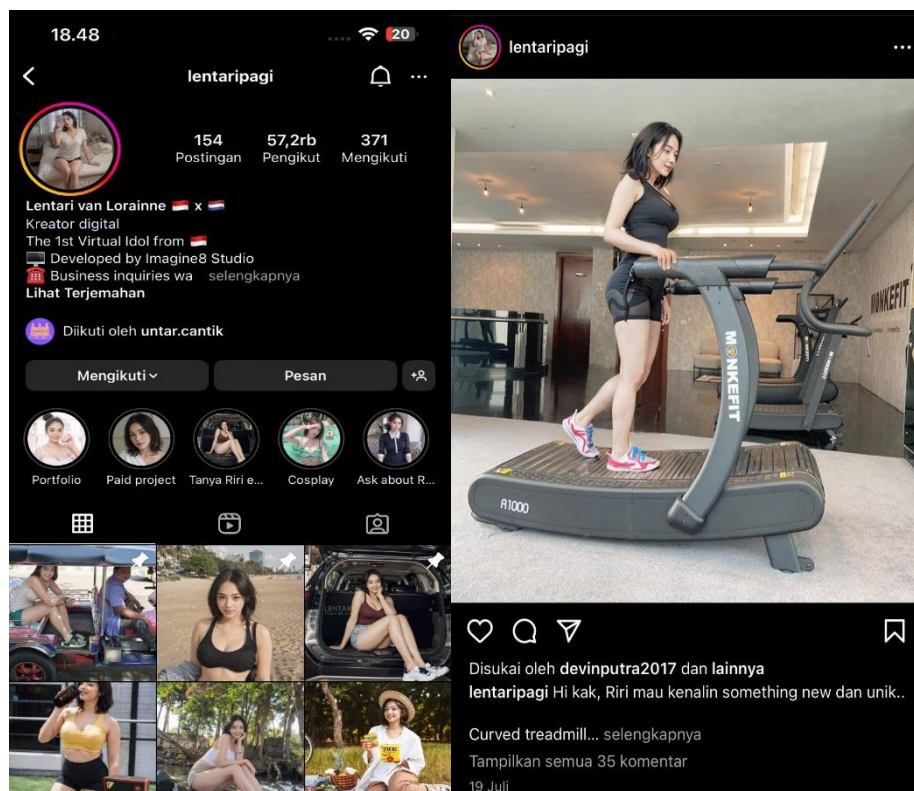 18.48
20
lentaripagi
154
57,2rb
371
Postingan
Pengikut
Mengikuti
Lentari van Lorainne 🇮🇩 x 🇳🇱
Kreator digital
The 1st Virtual Idol from 🇮🇩
🖥️ Developed by Imagine8 Studio
☎️ Business inquiries wa selengkapnya
Lihat Terjemahan
Diikuti oleh untar.cantik
Mengikuti
Pesan
Portfolio
Paid project
Tanya Riri e...
Cosplay
Ask about R...
LENTARI
lentaripagi
MONKEFIT
MONKEFIT
R1000
Disukai oleh devinputra2017 dan lainnya
lentaripagi Hi kak, Riri mau kenalin something new dan unik..
Curved treadmill... selengkapnya
Tampilkan semua 35 komentar
19 Juli